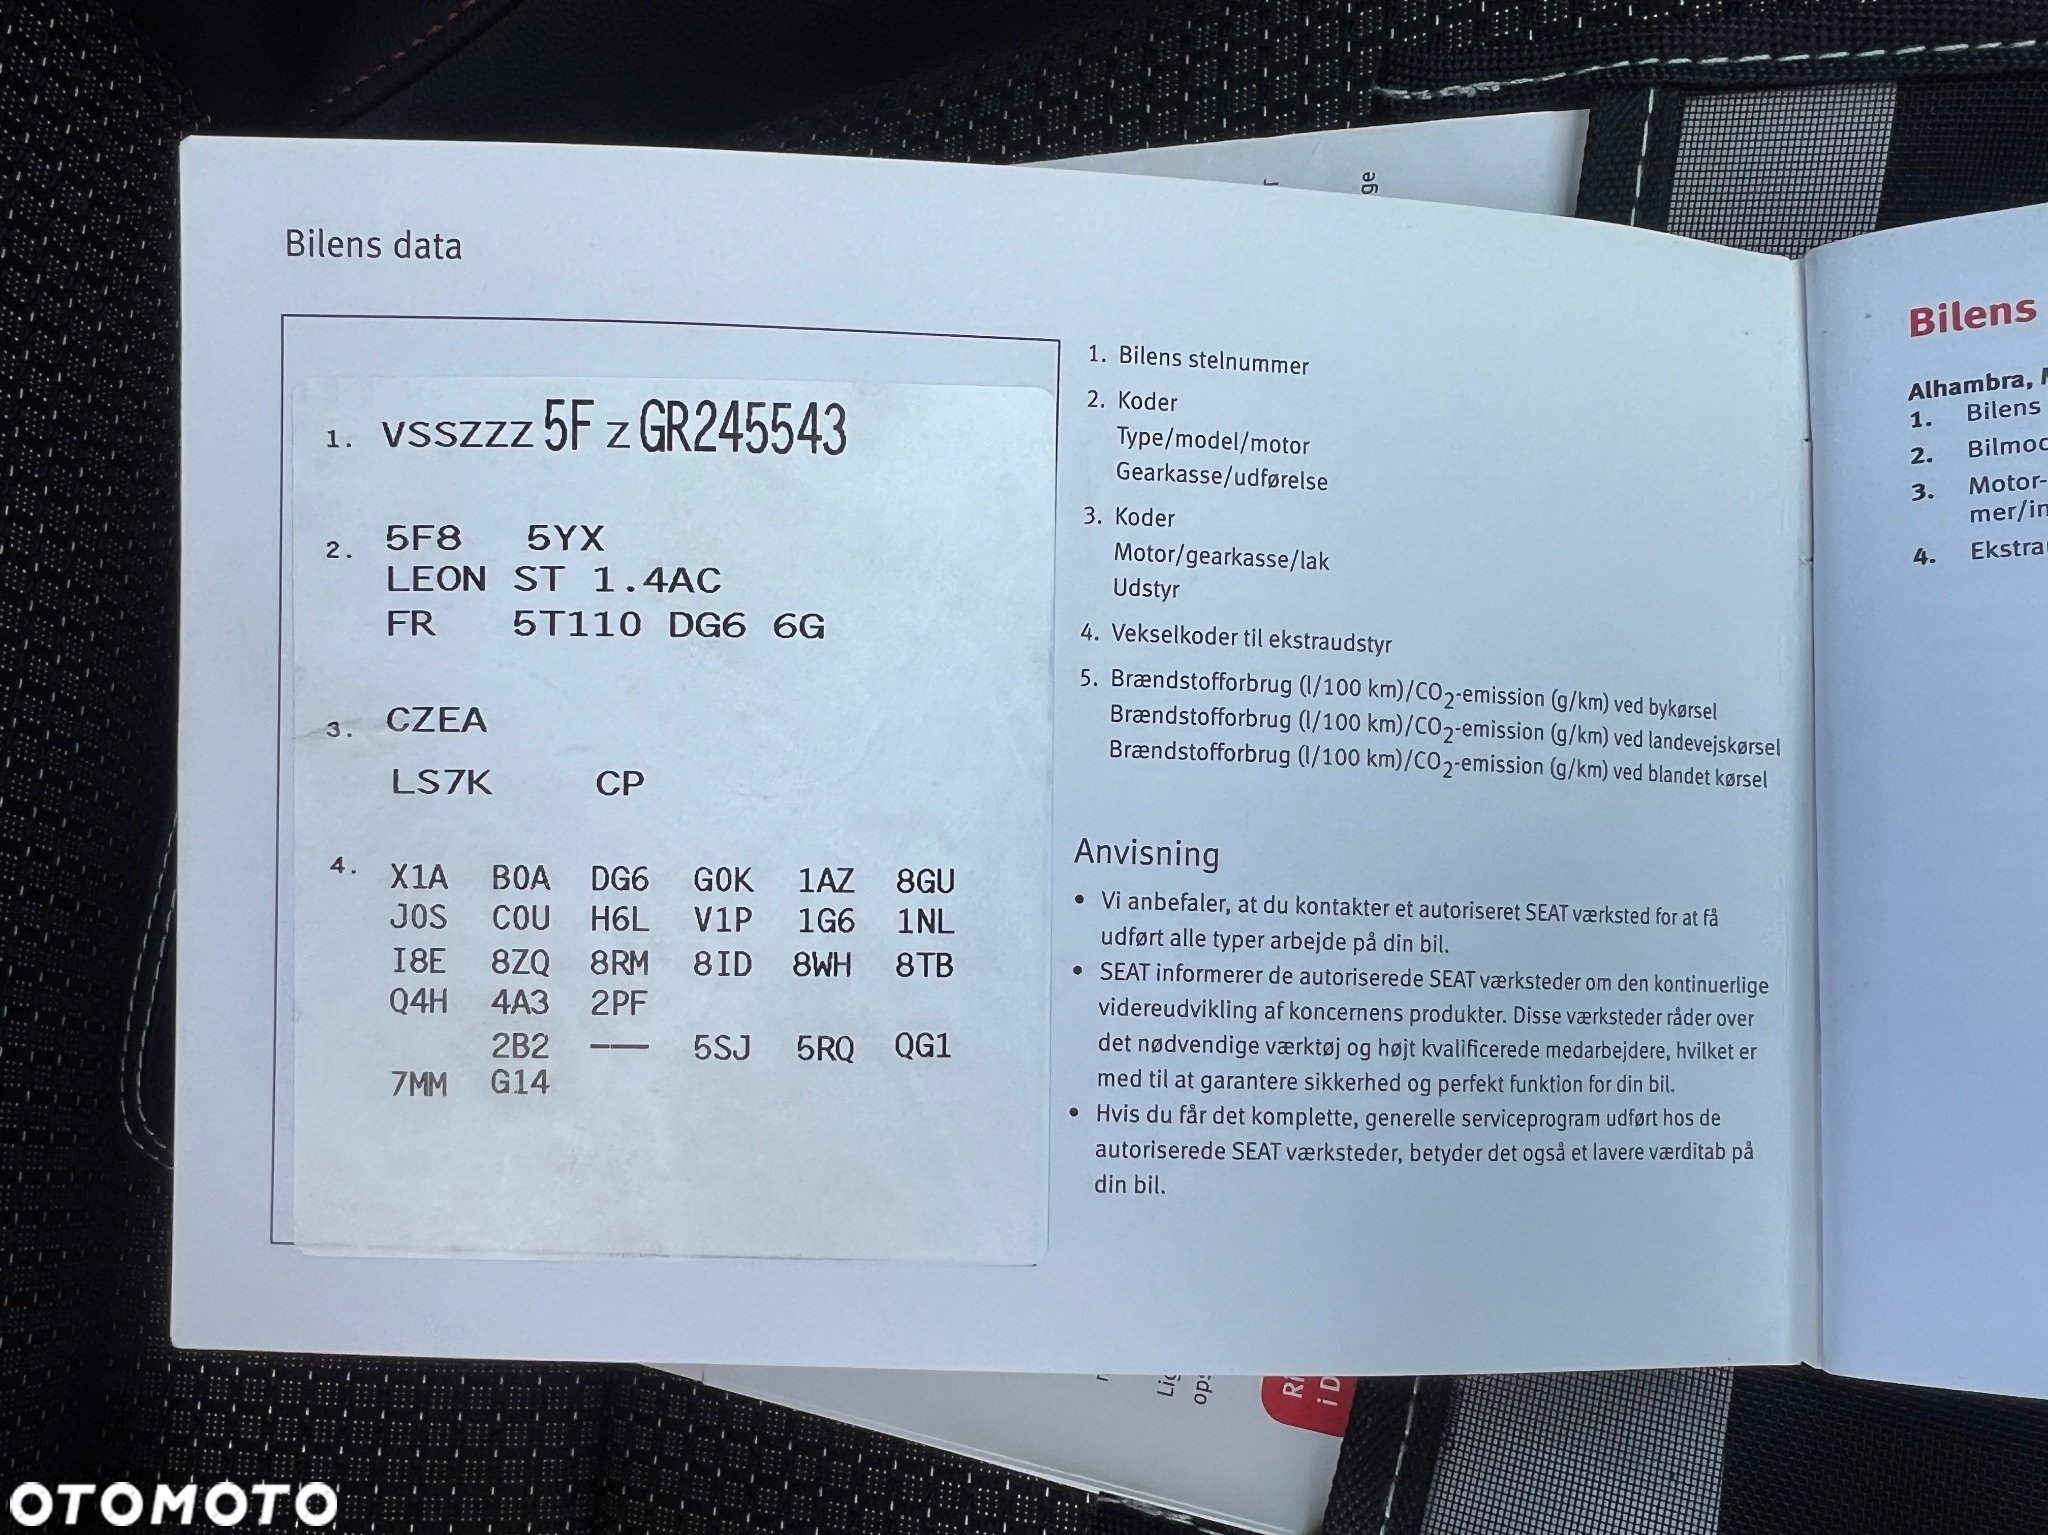 ge
Bilens data
1. VSSZZZ 5F Z GR245543
2. 5F8 5YX
LEON ST 1.4AC
FR 5T110 DG6 6G
3. CZEA
LS7K CP
4. X1A B0A DG6 G0K 1AZ 8GU
J0S C0U H6L V1P 1G6 1NL
I8E 8ZQ 8RM 8ID 8WH 8TB
Q4H 4A3 2PF
2B2 --- 5SJ 5RQ QG1
7MM G14
1. Bilens stelnummer
2. Koder
Type/model/motor
Gearkasse/udførelse
3. Koder
Motor/gearkasse/lak
Udstyr
4. Vekselkoder til ekstraudstyr
5. Brændstofforbrug (l/100 km)/CO2-emission (g/km) ved bykørsel
Brændstofforbrug (l/100 km)/CO2-emission (g/km) ved landevejskørsel
Brændstofforbrug (l/100 km)/CO2-emission (g/km) ved blandet kørsel
Anvisning
• Vi anbefaler, at du kontakter et autoriseret SEAT værksted for at få
udført alle typer arbejde på din bil.
• SEAT informerer de autoriserede SEAT værksteder om den kontinuerlige
videreudvikling af koncernens produkter. Disse værksteder råder over
det nødvendige værktøj og højt kvalificerede medarbejdere, hvilket er
med til at garantere sikkerhed og perfekt funktion for din bil.
• Hvis du får det komplette, generelle serviceprogram udført hos de
autoriserede SEAT værksteder, betyder det også et lavere værditab på
din bil.
Bilens
Alhambra,
1. Bilens
2. Bilmod
3. Motor-
mer/in
4. Ekstra
OTOMOTO